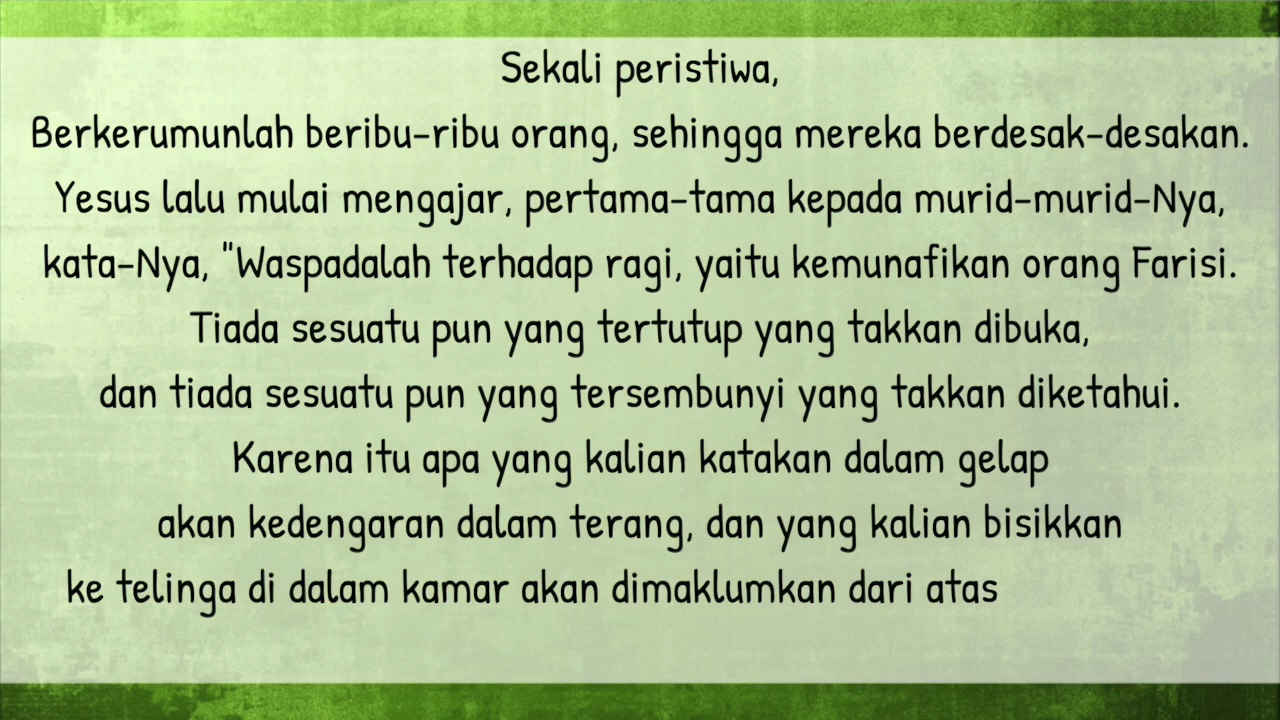 Sekali peristiwa,
Berkerumunlah beribu-ribu orang, sehingga mereka berdesak-desakan.
Yesus lalu mulai mengajar, pertama-tama kepada murid-murid-Nya,
kata-Nya, "Waspadalah terhadap ragi, yaitu kemunafikan orang Farisi.
Tiada sesuatu pun yang tertutup yang takkan dibuka,
dan tiada sesuatu pun yang tersembunyi yang takkan diketahui.
Karena itu apa yang kalian katakan dalam gelap
akan kedengaran dalam terang, dan yang kalian bisikkan
ke telinga di dalam kamar akan dimaklumkan dari atas